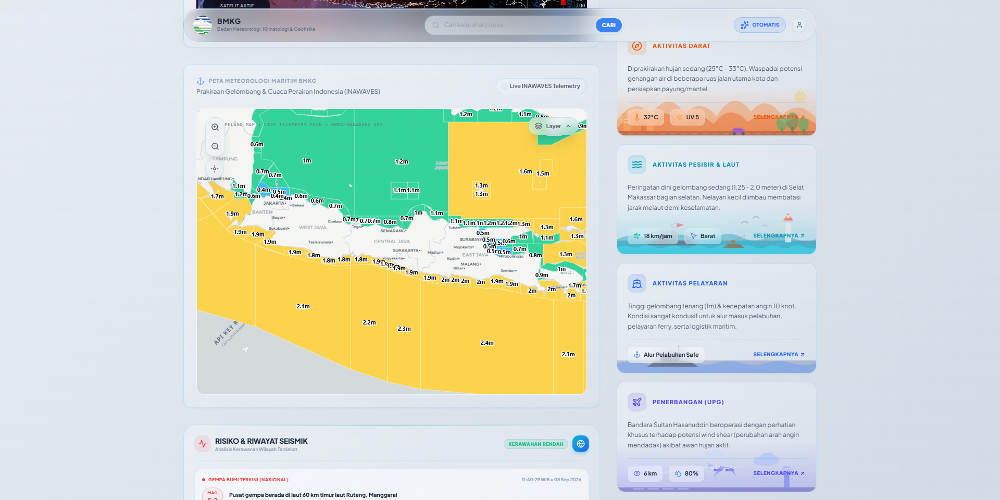 SATELIT AKTIF
-100
BMKG
Badan Meteorologi, Klimatologi & Geofisika
Cari kelurahan/desa...
CARI
OTOMATIS
PETA METEOROLOGI MARITIM BMKG
Prakiraan Gelombang & Cuaca Perairan Indonesia (INAWAVES)
Live INAWAVES Telemetry
PELAGO MAP • LIVE TELEMETRY FEED • BMKG-INAWAVES API
Layer
1.2m
1.2m
1.1m
0.8m
.9m
0.6m
LAMPUNG
1m
1.2m
Laut
Jawa
1.6m
1.5m
0.7m
0.7m
NDAR LAMPUNG
1.1m
0.4m
0.5m
1.1m
1.1m
1.3m
1.3m
1.7m
1.2m
0.6m
0.4m
0.4m
0.6m
0.6m
JAKARTA
Bekasi
0.7m
BANTEN
1.9m
Bogor
Cirebon
0.7m
0.7m
0.8m
0.7m
1m
1.1m
Tegal
SEMARANG
WEST JAVA
Sukabumi
1.9m
1.9m
1.9m
Tasikmalaya
CENTRAL JAVA
SURAKARTA
Yogyakarta
1.1m
1.1m
1.2m
1.2m
1.3m
1.3m
1.6m
Tuban
0.5m
SURABAYA
0.5m
0.6m
1m
1.1m
1.3m
Mojokerto
0.5m
0.5m
0.7m
0.8m
1.3m
Madiun
Kediri
EAST JAVA
Probolinggo
MALANG
Blitar
Jember
Laut
Bali
1m
BALI
0.9m
1.9m
1.8m
1.8m
1.8m
1.8m
1.9m
1.9m
1.9m
1.9m
2m
2m
2m
2m
1.9m
1.9m
2m
2m
1.7m
2m
2.1m
2.2m
2.3m
2.4m
2.3m
API KEY R
carto.com/base
RISIKO & RIWAYAT SEISMIK
Analisis Kerawanan Wilayah Terdekat
KERAWANAN RENDAH
GEMPA BUMI TERKINI (NASIONAL)
11:40:29 WIB • 08 Sep 2026
MAG
Pusat gempa berada di laut 60 km timur laut Ruteng, Manggarai
AKTIVITAS DARAT
Diprakirakan hujan sedang (25°C - 33°C). Waspadai potensi
genangan air di beberapa ruas jalan utama kota dan
persiapkan payung/mantel.
32°C
UV 5
SELENGKAPNYA
AKTIVITAS PESISIR & LAUT
Peringatan dini gelombang sedang (1,25 - 2,0 meter) di Selat
Makassar bagian selatan. Nelayan kecil diimbau membatasi
jarak melaut demi keselamatan.
18 km/jam
Barat
SELENGKAPNYA
AKTIVITAS PELAYARAN
Tinggi gelombang tenang (1m) & kecepatan angin 10 knot.
Kondisi sangat kondusif untuk alur masuk pelabuhan,
pelayaran ferry, serta logistik maritim.
Alur Pelabuhan Safe
SELENGKAPNYA
PENERBANGAN (UPG)
Bandara Sultan Hasanuddin beroperasi dengan perhatian
khusus terhadap potensi wind shear (perubahan arah angin
mendadak) akibat awan hujan aktif.
6 km
80%
SELENGKAPNYA